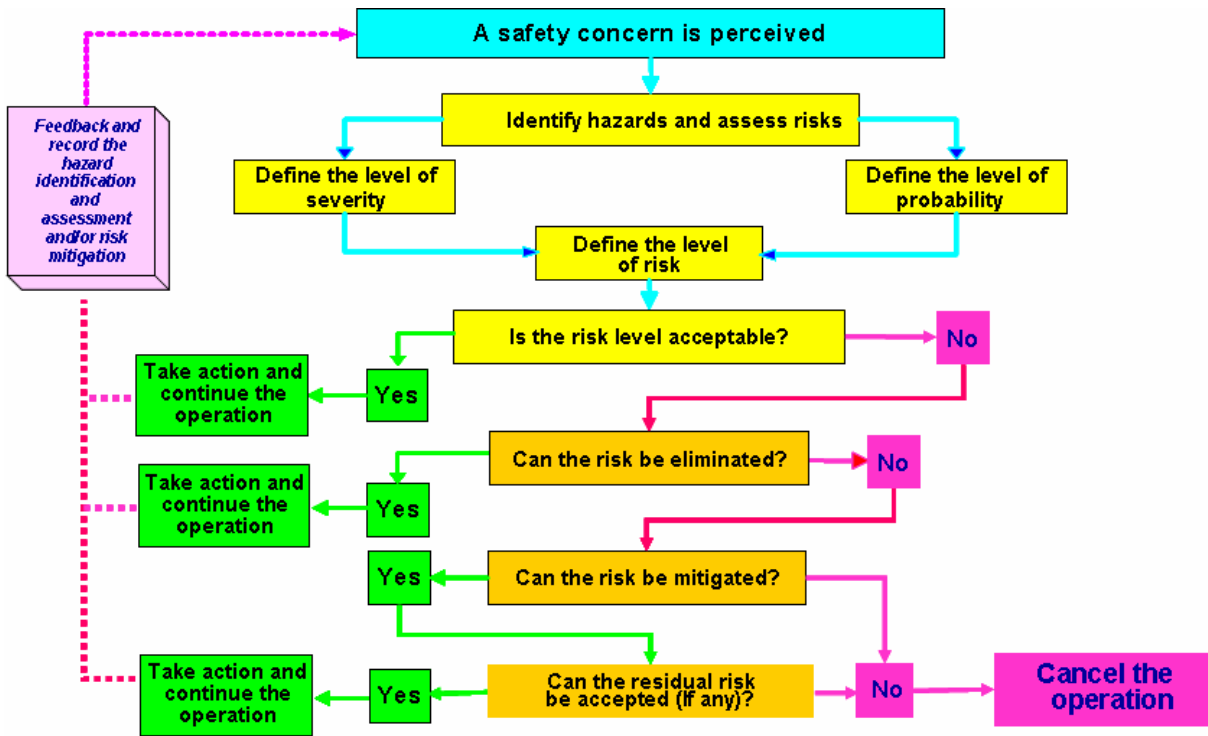 A safety concern is perceived
Feedback and
record the
hazard
identification
and
assessment
and/or risk
mitigation
Identify hazards and assess risks
Define the level of
severity
Define the level of
probability
Define the level
of risk
Is the risk level acceptable?
No
Yes
Take action and
continue the
operation
Can the risk be eliminated?
No
Yes
Take action and
continue the
operation
Can the risk be mitigated?
Yes
Can the residual risk
be accepted (If any)?
Yes
Take action and
continue the
operation
No
Cancel the
operation